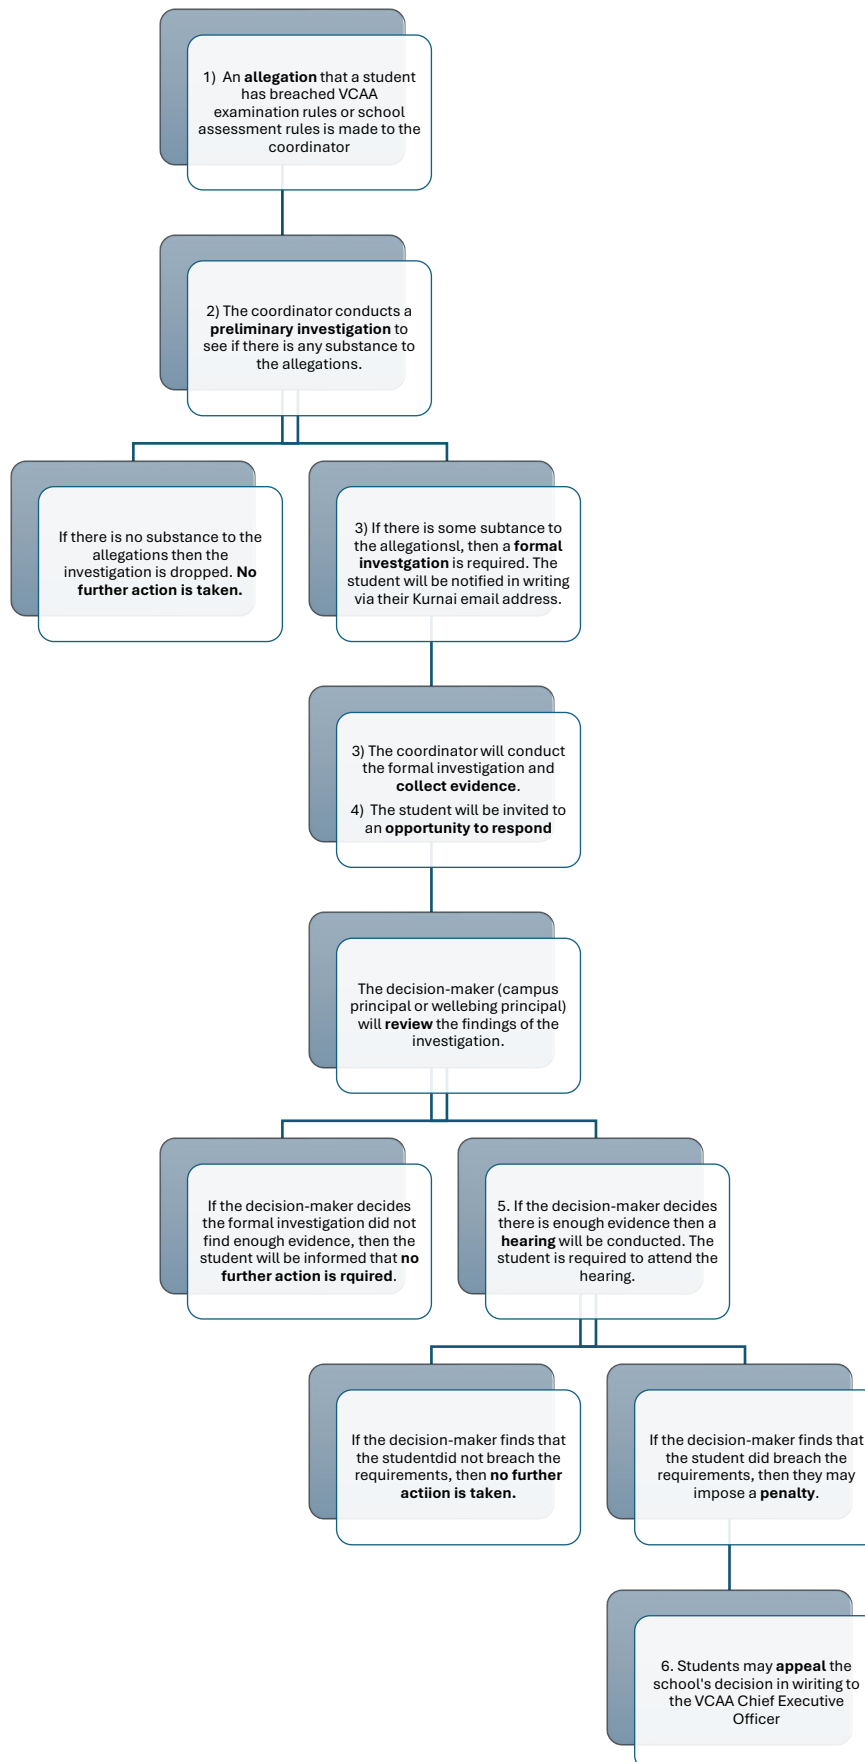 1) An allegation that a student
has breached VCAA
examination rules or school
assessment rules is made to the
coordinator
2) The coordinator conducts a
preliminary investigation to
see if there is any substance to
the allegations.
If there is no substance to the
allegations then the
investigation is dropped. No
further action is taken.
3) If there is some subtance to
the allegationsl, then a formal
investgation is required. The
student will be notified in writing
via their Kurnai email address.
3) The coordinator will conduct
the formal investigation and
collect evidence.
4) The student will be invited to
an opportunity to respond
The decision-maker (campus
principal or wellebing principal)
will review the findings of the
investigation.
If the decision-maker decides
the formal investigation did not
find enough evidence, then the
student will be informed that no
further action is rquired.
5. If the decision-maker decides
there is enough evidence then a
hearing will be conducted. The
student is required to attend the
hearing.
If the decision-maker finds that
the studentdid not breach the
requirements, then no further
actiion is taken.
If the decision-maker finds that
the student did breach the
requirements, then they may
impose a penalty.
6. Students may appeal the
school's decision in wiriting to
the VCAA Chief Executive
Officer